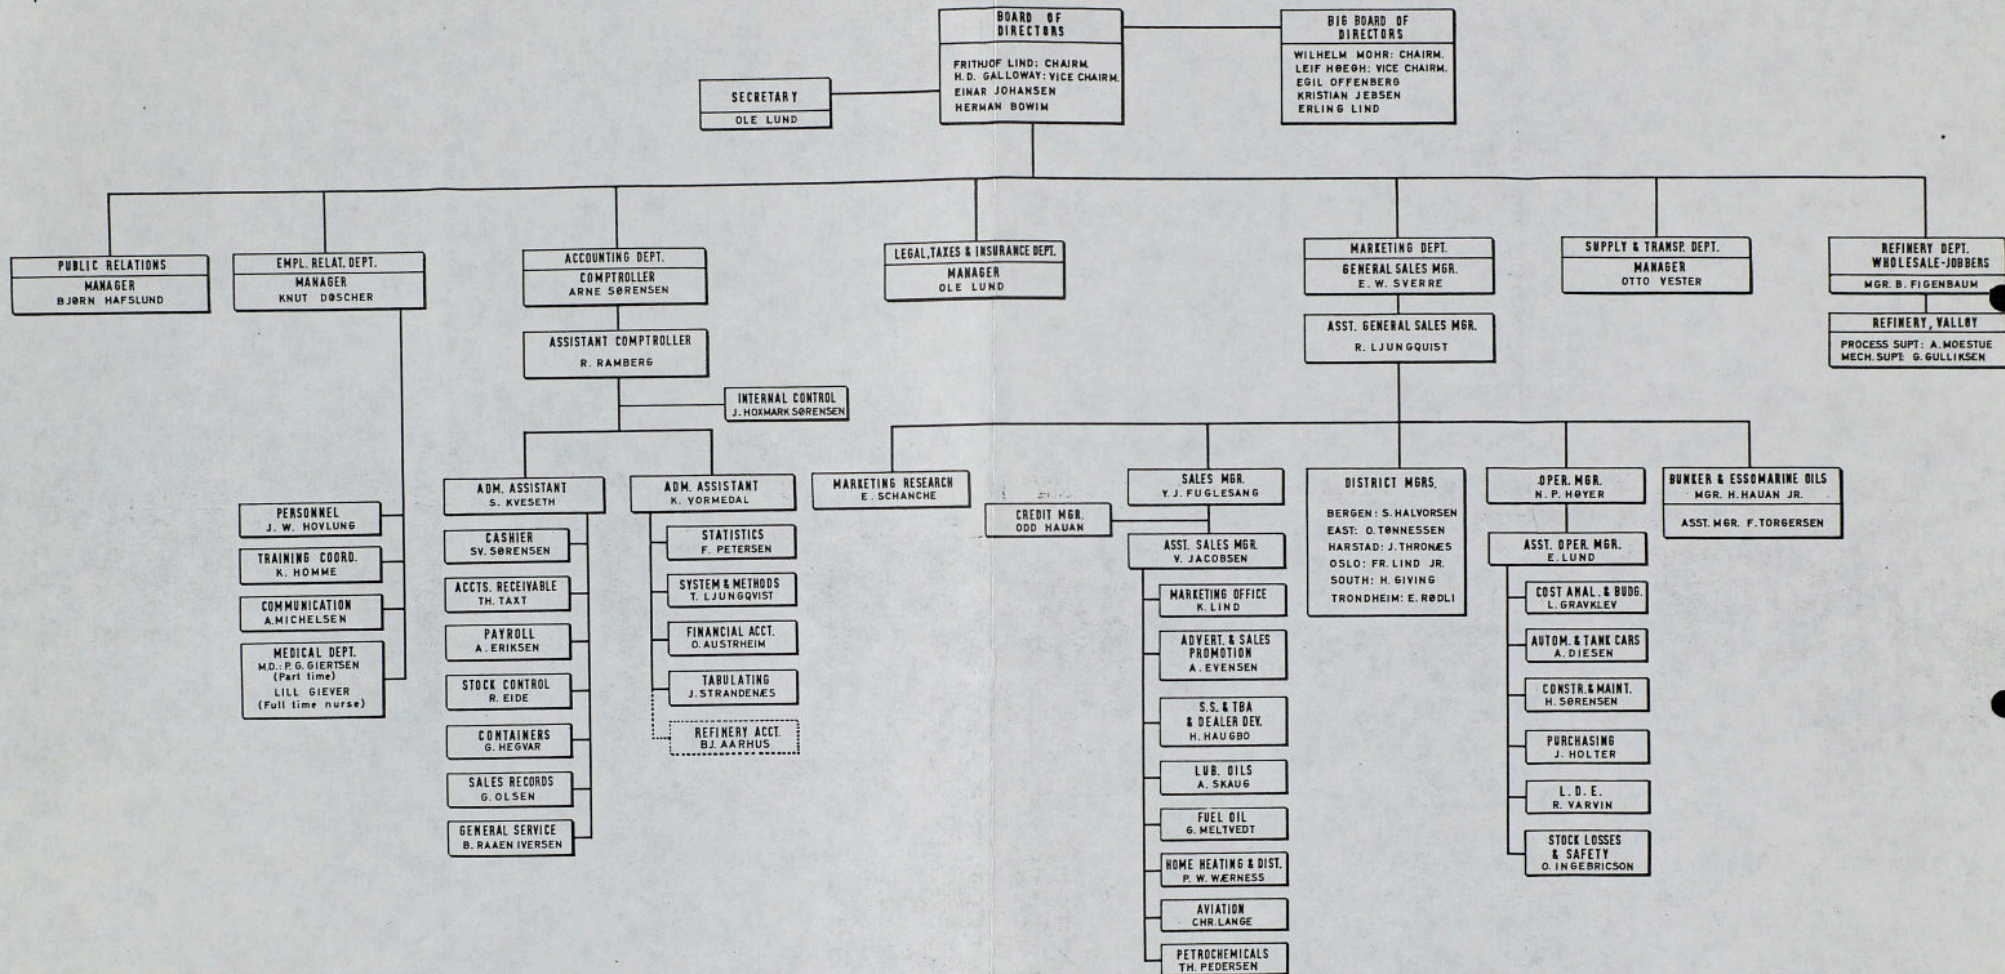 BOARD OF
DIRECTORS
FRITHJOF LIND: CHAIRM.
H.D. GALLOWAY: VICE CHAIRM.
EINAR JOHANSEN
HERMAN BOWIM
BIG BOARD OF
DIRECTORS
WILHELM MOHR: CHAIRM.
LEIF HØEGH: VICE CHAIRM.
EGIL OFFENBERG
KRISTIAN JEBSEN
ERLING LIND
SECRETARY
OLE LUND
PUBLIC RELATIONS
MANAGER
BJØRN HAFSLUND
EMPL. RELAT. DEPT.
MANAGER
KNUT DØSCHER
ACCOUNTING DEPT.
COMPTROLLER
ARNE SØRENSEN
LEGAL, TAXES & INSURANCE DEPT.
MANAGER
OLE LUND
MARKETING DEPT.
GENERAL SALES MGR.
E. W. SVERRE
SUPPLY & TRANSP. DEPT.
MANAGER
OTTO VESTER
REFINERY DEPT.
WHOLESALE-JOBBERS
MGR. B. FIGENBAUM
REFINERY, VALLØY
PROCESS SUPT: A. MOESTUE
MECH. SUPT: G. GULLIKSEN
ASSISTANT COMPTROLLER
R. RAMBERG
ASST. GENERAL SALES MGR.
R. LJUNGQUIST
INTERNAL CONTROL
J. HOXMARK SØRENSEN
PERSONNEL
J. W. HOVLUNG
TRAINING COORD.
K. HOMME
COMMUNICATION
A. MICHELSEN
MEDICAL DEPT.
M.D.: P. G. GIERTSEN
(Part time)
LILL GIEVER
(Full time nurse)
ADM. ASSISTANT
S. KVESETH
CASHIER
SV. SØRENSEN
ACCTS. RECEIVABLE
TH. TAXT
PAYROLL
A. ERIKSEN
STOCK CONTROL
R. EIDE
CONTAINERS
G. HEGVAR
SALES RECORDS
G. OLSEN
GENERAL SERVICE
B. RAAEN IVERSEN
ADM. ASSISTANT
K. VORMEDAL
STATISTICS
F. PETERSEN
SYSTEM & METHODS
T. LJUNGQVIST
FINANCIAL ACCT.
O. AUSTRHEIM
TABULATING
J. STRANDENÆS
REFINERY ACCT.
BJ. AARHUS
MARKETING RESEARCH
E. SCHANCHE
SALES MGR.
Y. J. FUGLESANG
CREDIT MGR.
ODD HAUAN
ASST. SALES MGR.
V. JACOBSEN
MARKETING OFFICE
K. LIND
ADVERT. & SALES
PROMOTION
A. EVENSEN
S.S. & TBA
& DEALER DEV.
H. HAUGBO
LUB. OILS
A. SKAUG
FUEL OIL
G. MELTVEDT
HOME HEATING & DIST.
P. W. WÆRNESS
AVIATION
CHR. LANGE
PETROCHEMICALS
TH. PEDERSEN
DISTRICT MGRS.
BERGEN: S. HALVORSEN
EAST: O. TØNNESSEN
HARSTAD: J. THRONÆS
OSLO: FR. LIND JR.
SOUTH: H. GIVING
TRONDHEIM: E. RØDLI
OPER. MGR.
N. P. HØYER
ASST. OPER. MGR.
E. LUND
COST ANAL. & BUDG.
L. GRAVKLEV
AUTOM. & TANK CARS
A. DIESEN
CONSTR. & MAINT.
H. SØRENSEN
PURCHASING
J. HOLTER
L. D. E.
R. VARVIN
STOCK LOSSES
& SAFETY
O. INGEBRICSON
BUNKER & ESSOMARINE OILS
MGR. H. HAUAN JR.
ASST. MGR. F. TORGERSEN